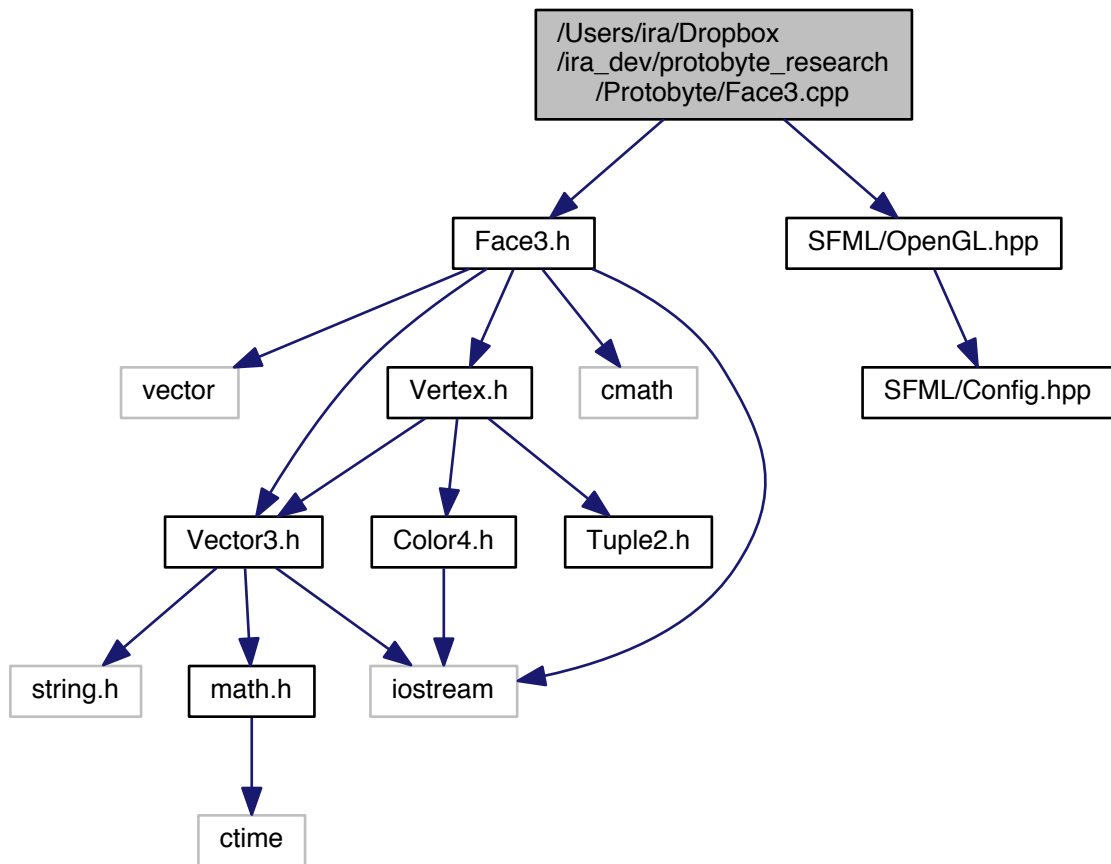 /Users/ira/Dropbox
/ira_dev/protobyte_research
/Protobyte/Face3.cpp
Face3.h
SFML/OpenGL.hpp
vector
Vertex.h
cmath
SFML/Config.hpp
Vector3.h
Color4.h
Tuple2.h
string.h
math.h
iostream
ctime